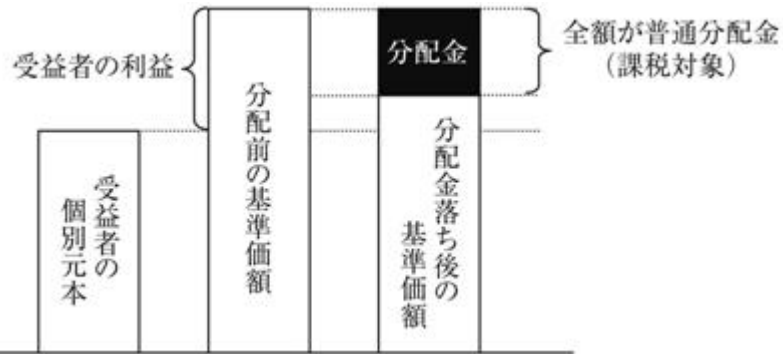 受益者の利益
受益者の
個別元本
分配前の基準価額
分配金
分配金落ち後の
基準価額
全額が普通分配金
（課税対象）